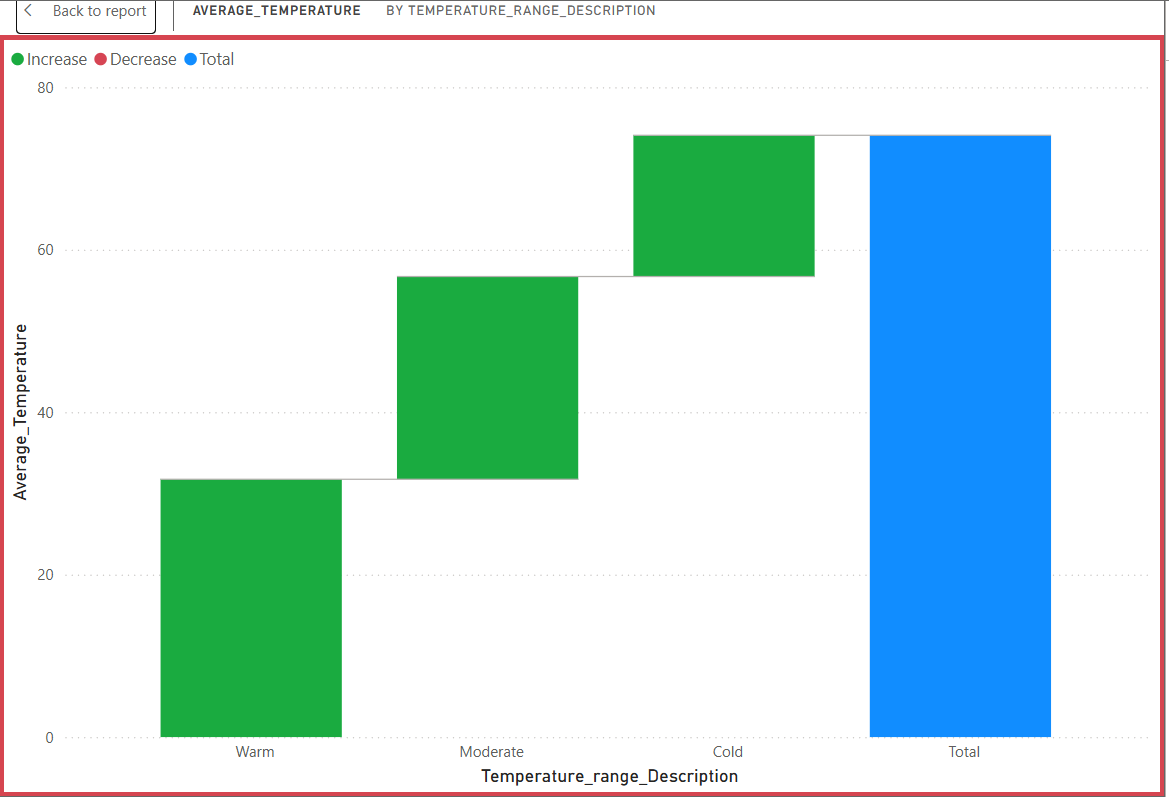 Back to report
AVERAGE_TEMPERATURE BY TEMPERATURE_RANGE_DESCRIPTION
Increase Decrease Total
80
60
40
20
0
Average_Temperature
Warm Moderate Cold Total
Temperature_range_Description